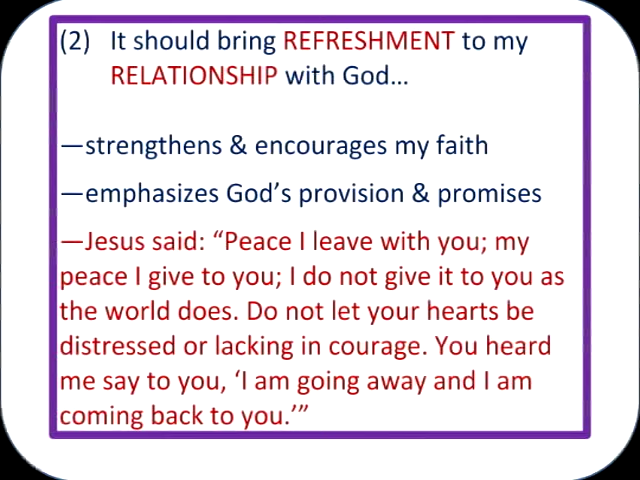 (2) It should bring REFRESHMENT to my
RELATIONSHIP with God...
—strengthens & encourages my faith
—emphasizes God’s provision & promises
—Jesus said: “Peace I leave with you; my
peace I give to you; I do not give it to you as
the world does. Do not let your hearts be
distressed or lacking in courage. You heard
me say to you, ‘I am going away and I am
coming back to you.’”